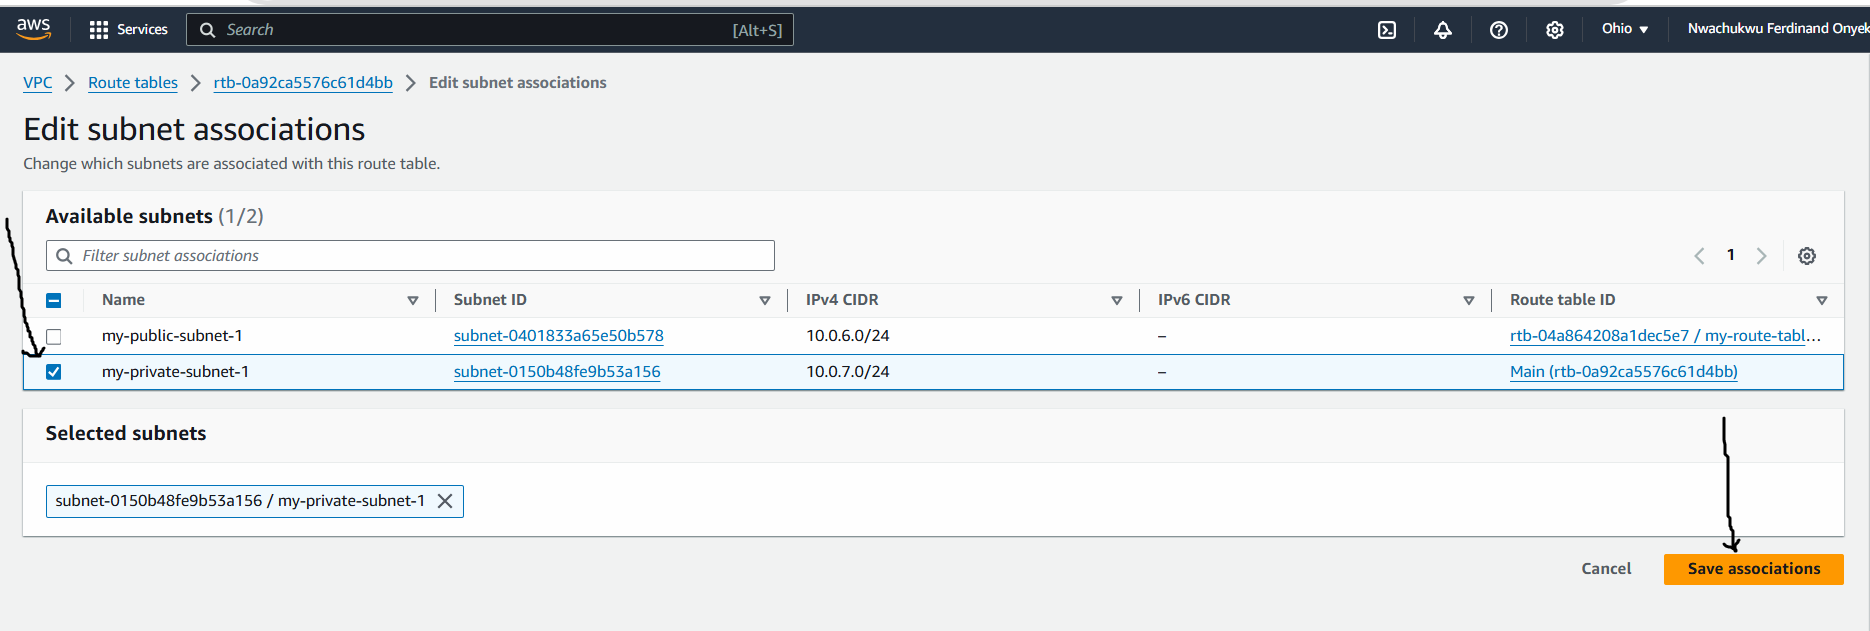 aws Services Search [Alt+S] Ohio Nwachukwu Ferdinand Onyek
VPC Route tables rtb-0a92ca5576c61d4bb Edit subnet associations
Edit subnet associations
Change which subnets are associated with this route table.
Available subnets (1/2)
Filter subnet associations 1
Name Subnet ID IPv4 CIDR IPv6 CIDR Route table ID
my-public-subnet-1 subnet-0401833a65e50b578 10.0.6.0/24 – rtb-04a864208a1dec5e7 / my-route-tabl...
my-private-subnet-1 subnet-0150b48fe9b53a156 10.0.7.0/24 – Main (rtb-0a92ca5576c61d4bb)
Selected subnets
subnet-0150b48fe9b53a156 / my-private-subnet-1
Cancel Save associations